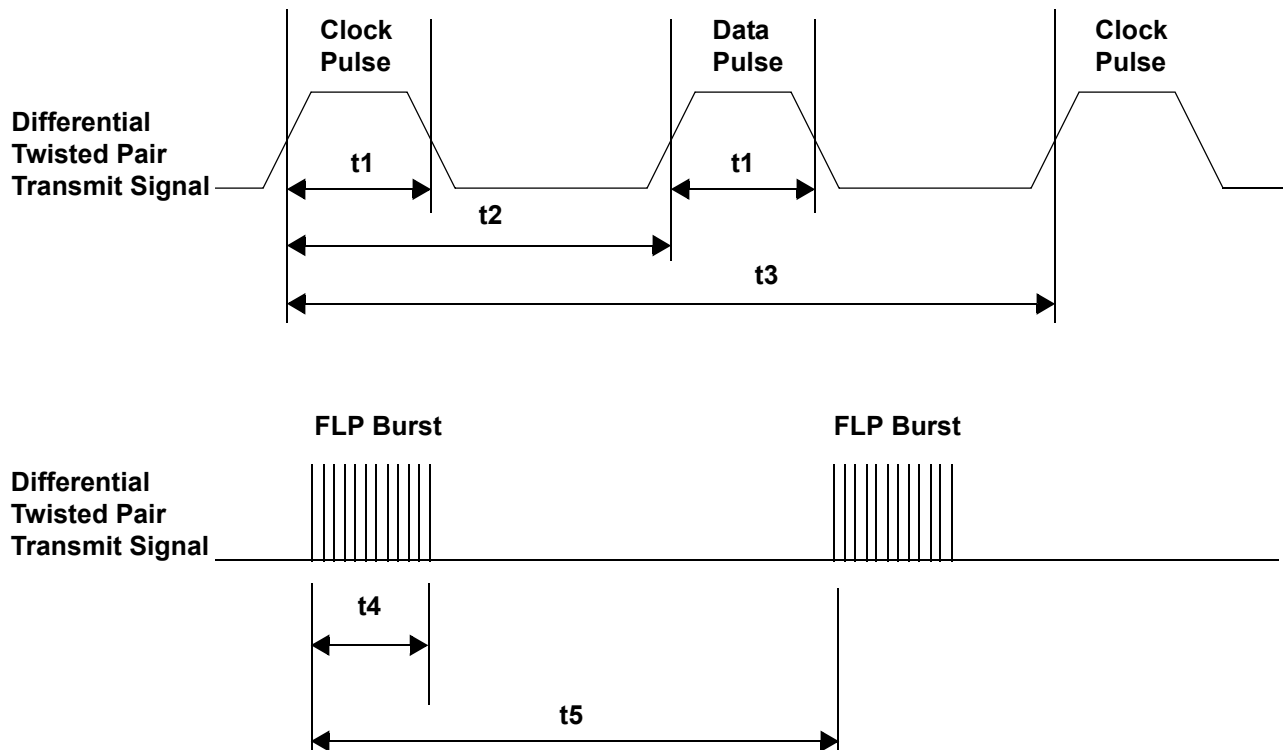 Clock
Pulse
Data
Pulse
Clock
Pulse
Differential
Twisted Pair
Transmit Signal
t1
t1
t2
t3
FLP Burst
FLP Burst
Differential
Twisted Pair
Transmit Signal
t4
t5